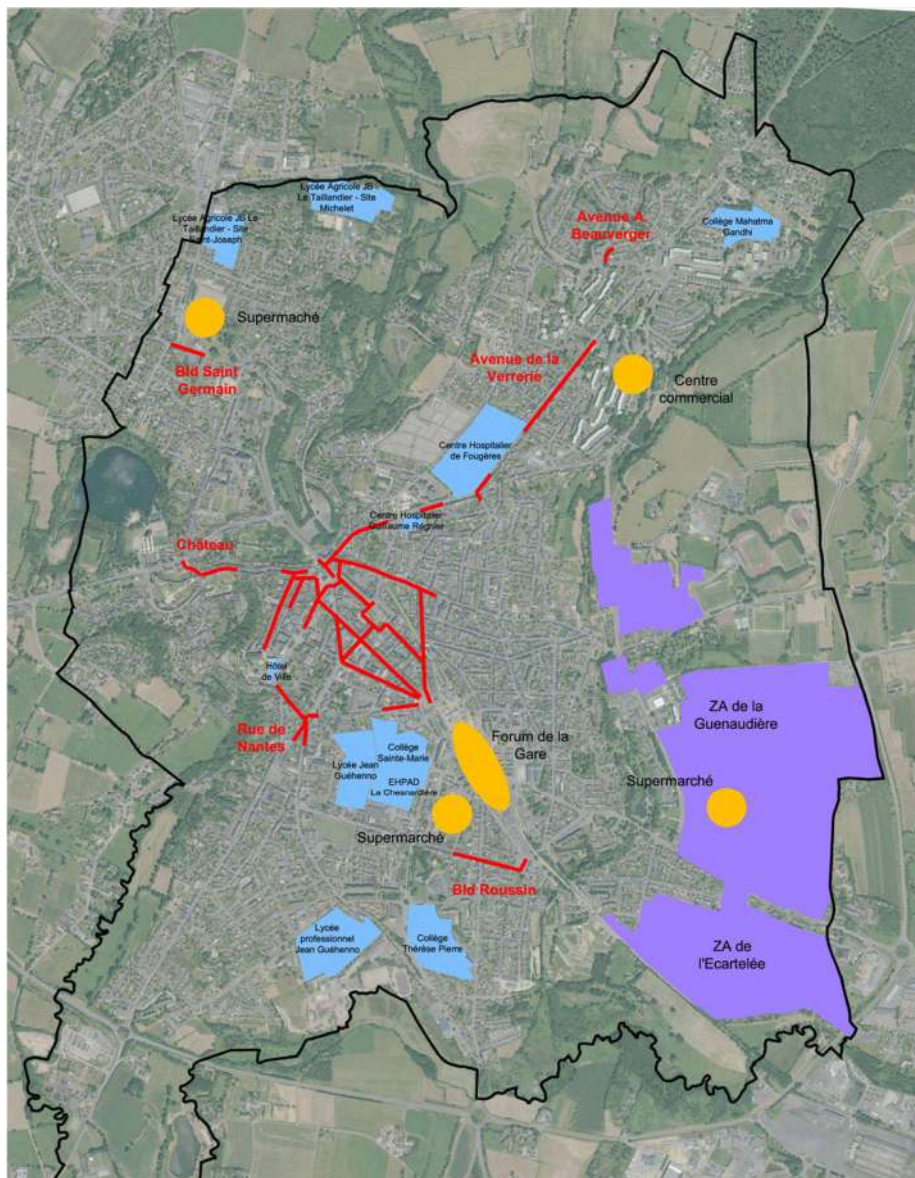 Lycée Agricole JB
Le Taillandier - Site
Michelet
Lycée Agricole JB Le
Taillandier - Site
Saint-Joseph
Avenue A.
Beauverger
Collège Mahatma
Gandhi
Supermaché
Bld Saint
Germain
Avenue de la
Verrerie
Centre
commercial
Centre Hospitalier
de Fougères
Centre Hospitalier
Guillaume Régnier
Château
Hôtel
de Ville
Rue de
Nantes
Lycée Jean
Guéhenno
Collège
Sainte-Marie
EHPAD
La Chesnardière
Forum de la
Gare
ZA de la
Guenaudière
Supermarché
Supermarché
Bld Roussin
Lycée
professionnel
Jean Guéhenno
Collège
Thérèse Pierre
ZA de
l'Ecartelée